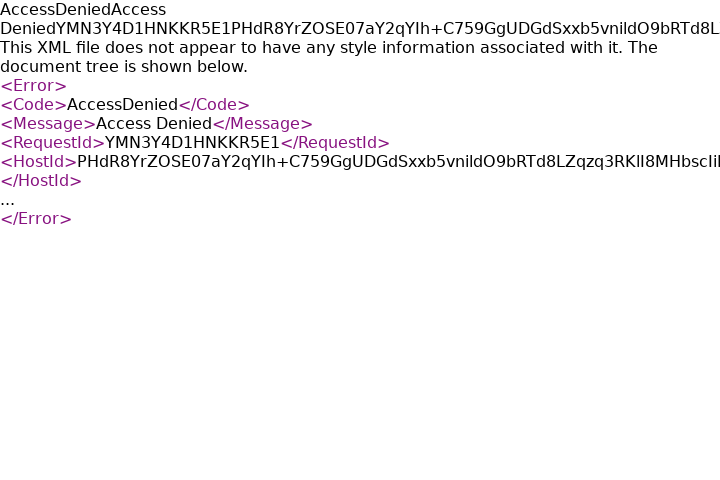 AccessDeniedAccess
DeniedYMN3Y4D1HNKKR5E1PHdR8YrZOSE07aY2qYIh+C759GgUDGdSxxb5vnildO9bRTd8L
This XML file does not appear to have any style information associated with it. The
document tree is shown below.
<Error>
<Code>AccessDenied</Code>
<Message>Access Denied</Message>
<RequestId>YMN3Y4D1HNKKR5E1</RequestId>
<HostId>PHdR8YrZOSE07aY2qYIh+C759GgUDGdSxxb5vnildO9bRTd8LZqzq3RKlI8MHbscIil
</HostId>
...
</Error>